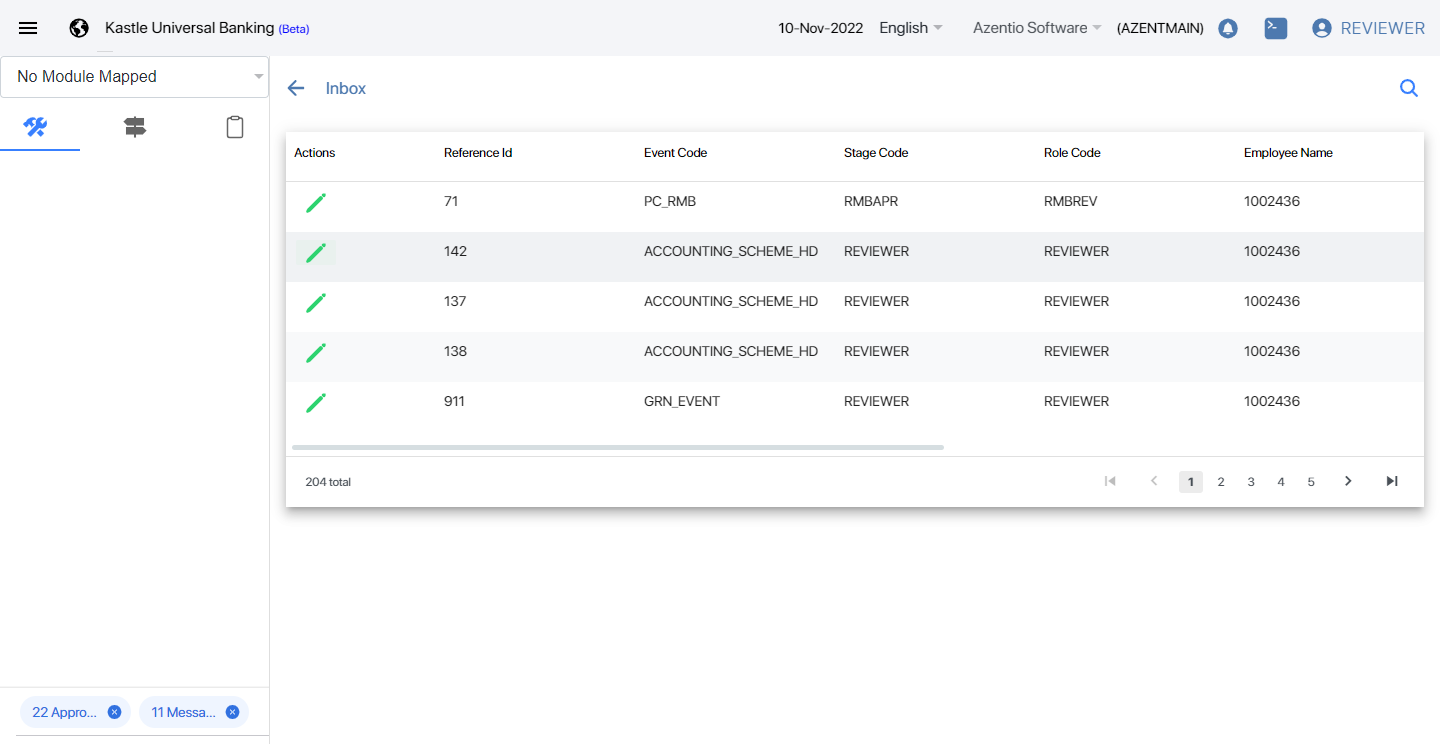 Kastle Universal Banking (Beta) 10-Nov-2022 English Azentio Software (AZENTMAIN) REVIEWER
No Module Mapped
Inbox
Actions Reference Id Event Code Stage Code Role Code Employee Name
71 PC_RMB RMBAPR RMBREV 1002436
142 ACCOUNTING_SCHEME_HD REVIEWER REVIEWER 1002436
137 ACCOUNTING_SCHEME_HD REVIEWER REVIEWER 1002436
138 ACCOUNTING_SCHEME_HD REVIEWER REVIEWER 1002436
911 GRN_EVENT REVIEWER REVIEWER 1002436
204 total 1 2 3 4 5
22 Appro... 11 Messa...